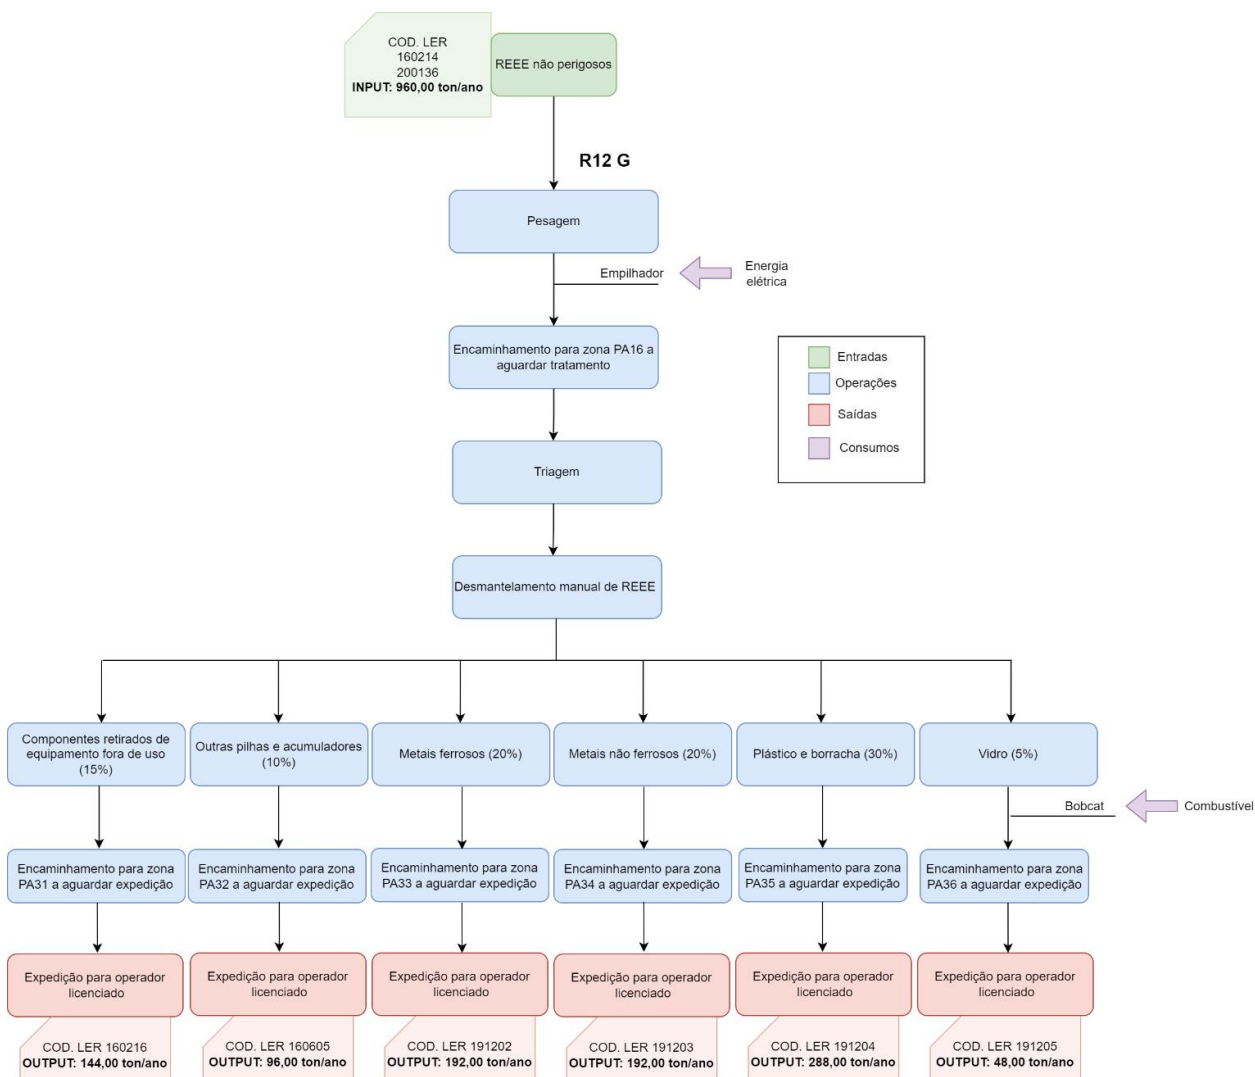 COD. LER
160214
200136
INPUT: 960,00 ton/ano
REEE não perigosos
R12 G
Pesagem
Empilhador
Energia
elétrica
Encaminhamento para zona PA16 a
aguardar tratamento
Entradas
Operações
Saídas
Consumos
Triagem
Desmantelamento manual de REEE
Componentes retirados de
equipamento fora de uso
(15%)
Outras pilhas e acumuladores
(10%)
Metais ferrosos (20%)
Metais não ferrosos (20%)
Plástico e borracha (30%)
Vidro (5%)
Bobcat
Combustível
Encaminhamento para zona
PA31 a aguardar expedição
Encaminhamento para zona
PA32 a aguardar expedição
Encaminhamento para zona
PA33 a aguardar expedição
Encaminhamento para zona
PA34 a aguardar expedição
Encaminhamento para zona
PA35 a aguardar expedição
Encaminhamento para zona
PA36 a aguardar expedição
Expedição para operador
licenciado
Expedição para operador
licenciado
Expedição para operador
licenciado
Expedição para operador
licenciado
Expedição para operador
licenciado
Expedição para operador
licenciado
COD. LER 160216
OUTPUT: 144,00 ton/ano
COD. LER 160605
OUTPUT: 96,00 ton/ano
COD. LER 191202
OUTPUT: 192,00 ton/ano
COD. LER 191203
OUTPUT: 192,00 ton/ano
COD. LER 191204
OUTPUT: 288,00 ton/ano
COD. LER 191205
OUTPUT: 48,00 ton/ano